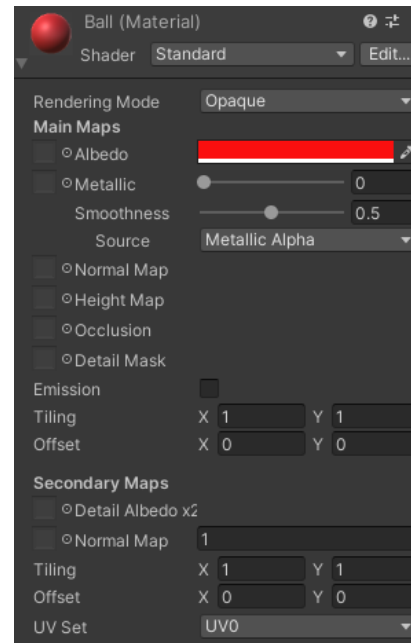 Ball (Material)
Shader Standard Edit...
Rendering Mode Opaque
Main Maps
Albedo
Metallic 0
Smoothness 0.5
Source Metallic Alpha
Normal Map
Height Map
Occlusion
Detail Mask
Emission
Tiling X 1 Y 1
Offset X 0 Y 0
Secondary Maps
Detail Albedo x2
Normal Map 1
Tiling X 1 Y 1
Offset X 0 Y 0
UV Set UV0